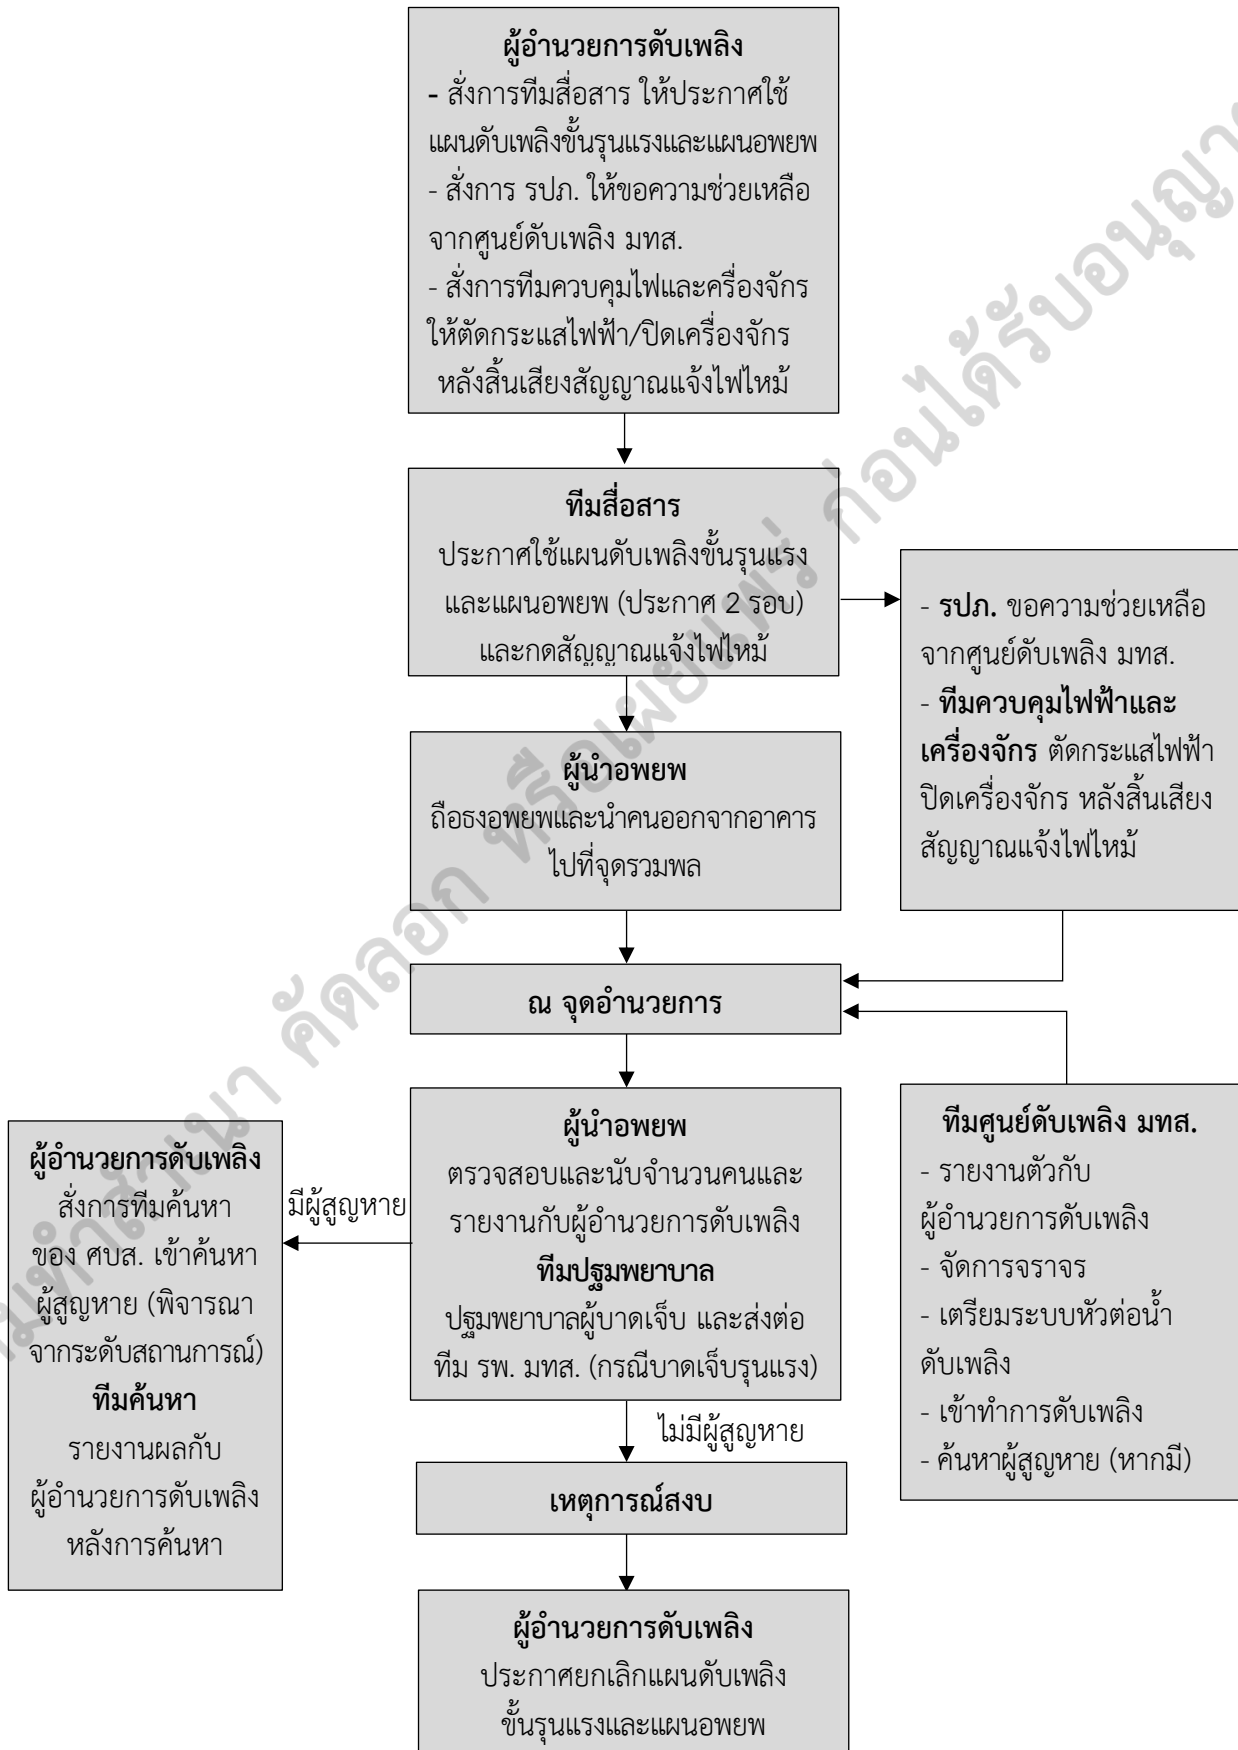 ผู้อำนวยการดับเพลิง
- สั่งการทีมสื่อสาร ให้ประกาศใช้
แผนดับเพลิงขั้นรุนแรงและแผนอพยพ
- สั่งการ รปภ. ให้ขอความช่วยเหลือ
จากศูนย์ดับเพลิง มทส.
- สั่งการทีมควบคุมไฟและครื่องจักร
ให้ตัดกระแสไฟฟ้า/ปิดเครื่องจักร
หลังสิ้นเสียงสัญญาณแจ้งไฟไหม้
ทีมสื่อสาร
ประกาศใช้แผนดับเพลิงขั้นรุนแรง
และแผนอพยพ (ประกาศ 2 รอบ)
และกดสัญญาณแจ้งไฟไหม้
- รปภ. ขอความช่วยเหลือ
จากศูนย์ดับเพลิง มทส.
- ทีมควบคุมไฟฟ้าและ
เครื่องจักร ตัดกระแสไฟฟ้า
ปิดเครื่องจักร หลังสิ้นเสียง
สัญญาณแจ้งไฟไหม้
ผู้นำอพยพ
ถือธงอพยพและนำคนออกจากอาคาร
ไปที่จุดรวมพล
ณ จุดอำนวยการ
ผู้นำอพยพ
ตรวจสอบและนับจำนวนคนและ
รายงานกับผู้อำนวยการดับเพลิง
ทีมปฐมพยาบาล
ปฐมพยาบาลผู้บาดเจ็บ และส่งต่อ
ทีม รพ. มทส. (กรณีบาดเจ็บรุนแรง)
มีผู้สูญหาย
ผู้อำนวยการดับเพลิง
สั่งการทีมค้นหา
ของ ศบส. เข้าค้นหา
ผู้สูญหาย (พิจารณา
จากระดับสถานการณ์)
ทีมค้นหา
รายงานผลกับ
ผู้อำนวยการดับเพลิง
หลังการค้นหา
ทีมศูนย์ดับเพลิง มทส.
- รายงานตัวกับ
ผู้อำนวยการดับเพลิง
- จัดการจราจร
- เตรียมระบบหัวต่อน้ำ
ดับเพลิง
- เข้าทำการดับเพลิง
- ค้นหาผู้สูญหาย (หากมี)
ไม่มีผู้สูญหาย
เหตุการณ์สงบ
ผู้อำนวยการดับเพลิง
ประกาศยกเลิกแผนดับเพลิง
ขั้นรุนแรงและแผนอพยพ
ทำสำเนา คัดลอก หรือเผยแพร่ ก่อนได้รับอนุญา